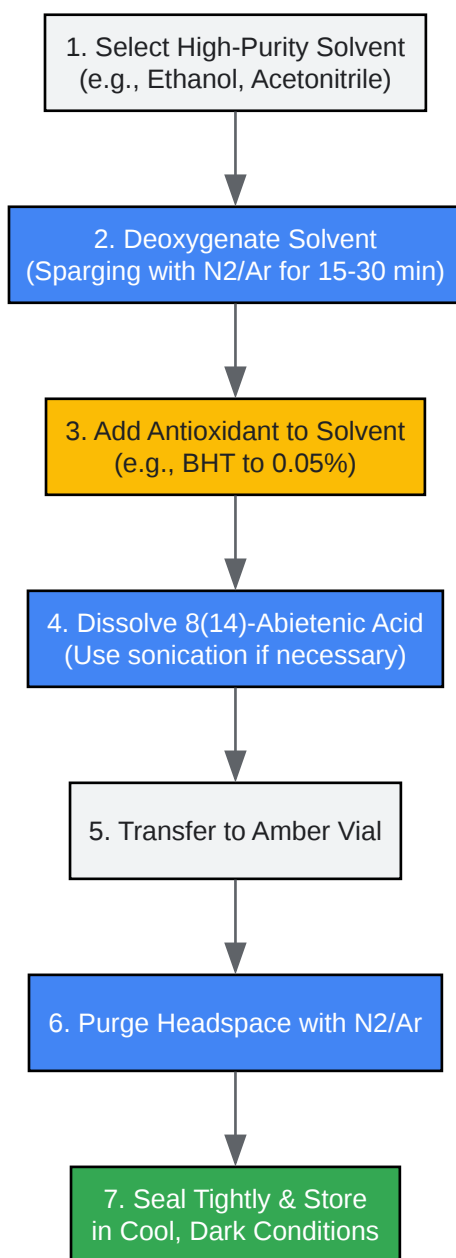 1. Select High-Purity Solvent
(e.g., Ethanol, Acetonitrile)
2. Deoxygenate Solvent
(Sparging with N2/Ar for 15-30 min)
3. Add Antioxidant to Solvent
(e.g., BHT to 0.05%)
4. Dissolve 8(14)-Abietenic Acid
(Use sonication if necessary)
5. Transfer to Amber Vial
6. Purge Headspace with N2/Ar
7. Seal Tightly & Store
in Cool, Dark Conditions